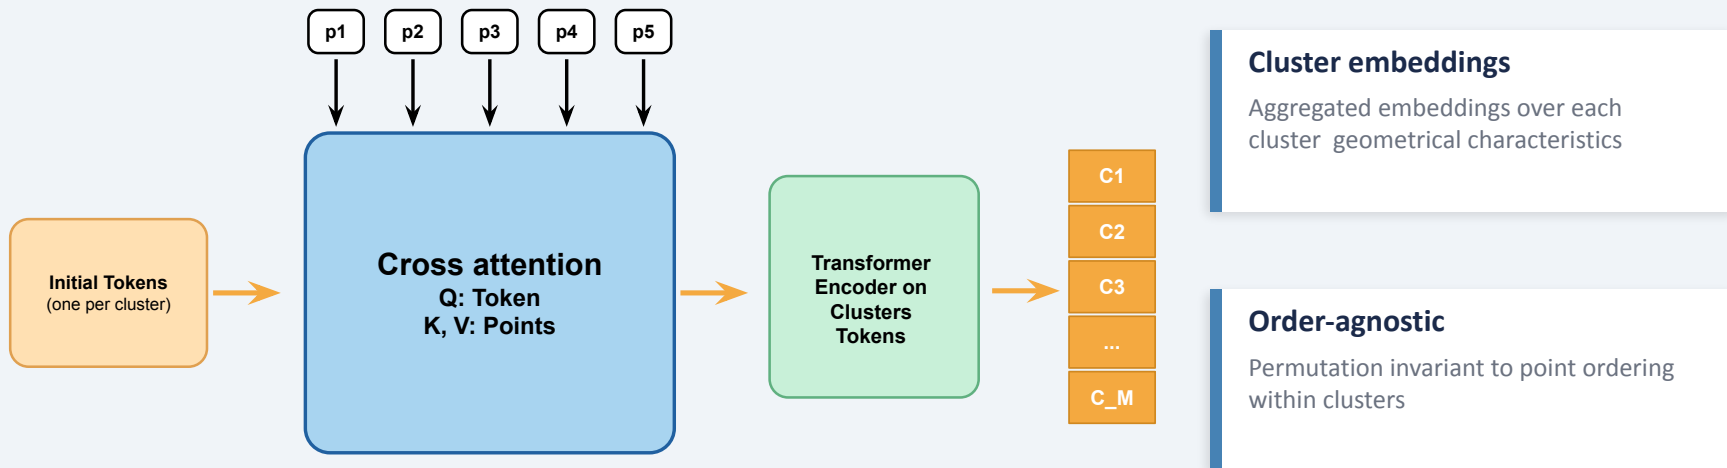 p1 p2 p3 p4 p5
Initial Tokens
(one per cluster)
Cross attention
Q: Token
K, V: Points
Transformer
Encoder on
Clusters
Tokens
C1
C2
C3
...
C_M
Cluster embeddings
Aggregated embeddings over each
cluster  geometrical characteristics
Order-agnostic
Permutation invariant to point ordering
within clusters